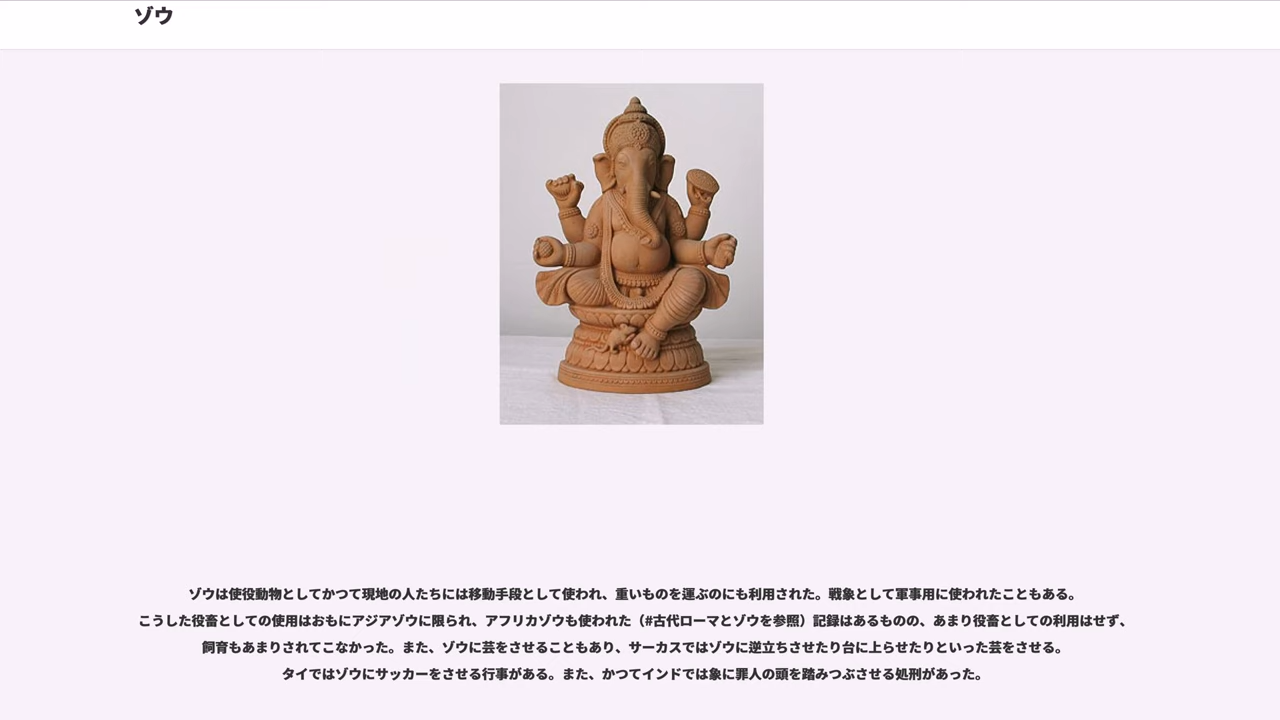 ゾウ
ゾウは使役動物としてかつて現地の人たちには移動手段として使われ、重いものを運ぶのにも利用された。戦象として軍事用に使われたこともある。
こうした役畜としての使用はおもにアジアゾウに限られ、アフリカゾウも使われた（#古代ローマとゾウを参照）記録はあるものの、あまり役畜としての利用はせず、
飼育もあまりされてこなかった。また、ゾウに芸をさせることもあり、サーカスではゾウに逆立ちさせたり台に上らせたりといった芸をさせる。
タイではゾウにサッカーをさせる行事がある。また、かつてインドでは象に罪人の頭を踏みつぶさせる処刑があった。